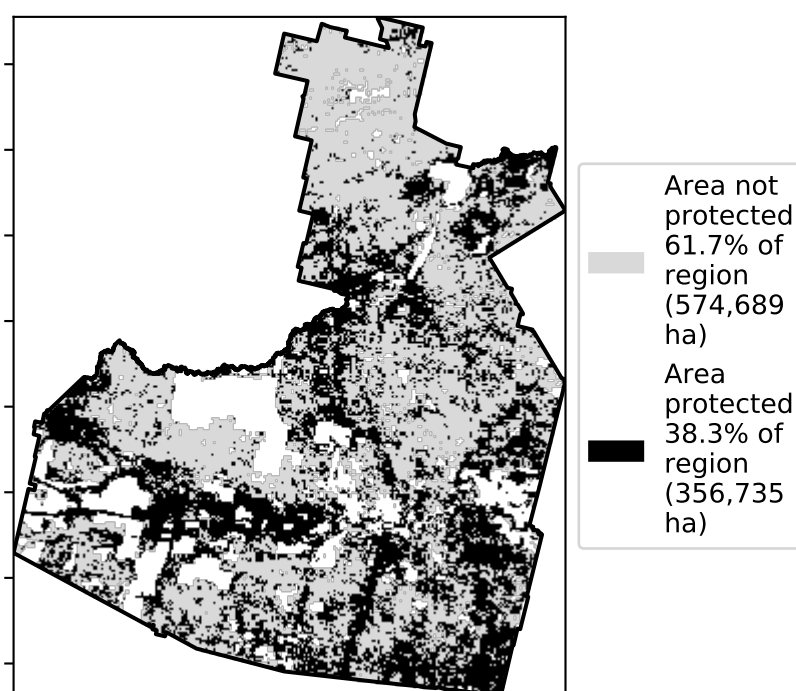 Area not
protected
61.7% of
region
(574,689
ha)
Area
protected
38.3% of
region
(356,735
ha)